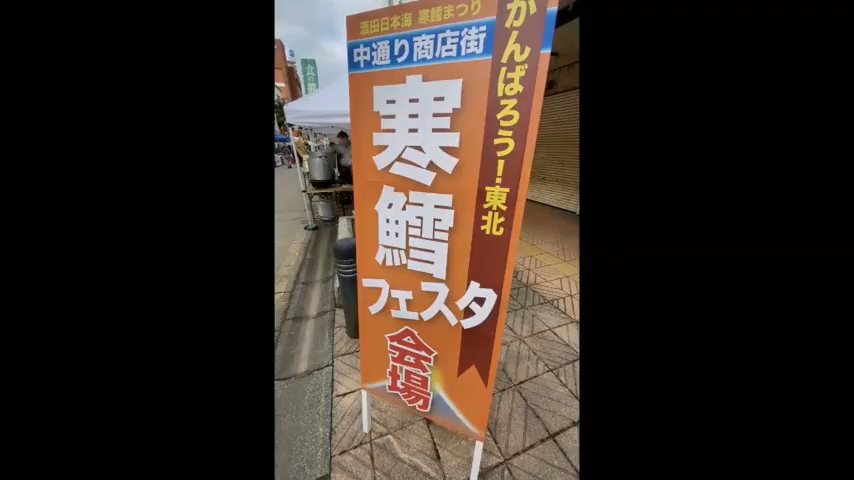 酒田日本海 寒鱈まつり
中通り商店街
がんばろう!東北
寒鱈
フェスタ
会場